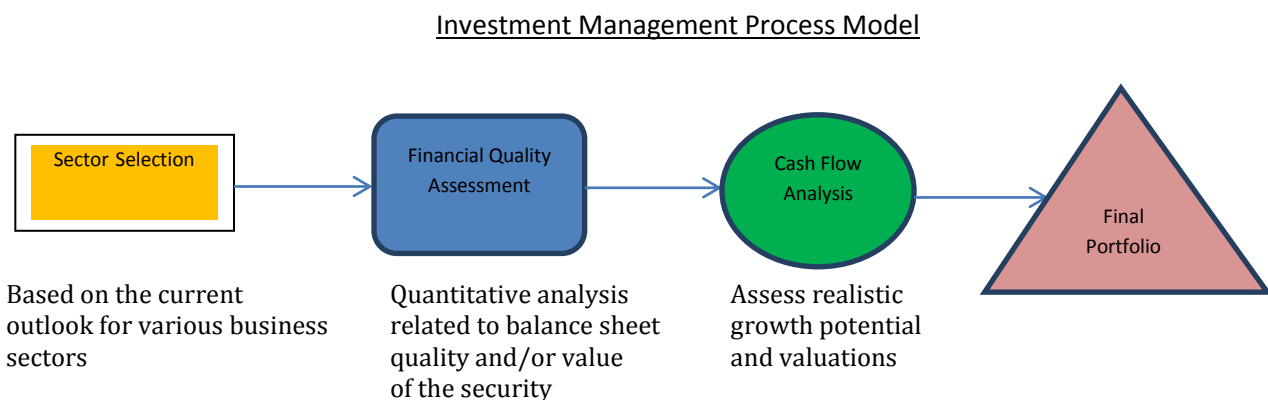 Investment Management Process Model
Sector Selection
Financial Quality
Assessment
Cash Flow
Analysis
Final
Portfolio
Based on the current
outlook for various business
sectors
Quantitative analysis
related to balance sheet
quality and/or value
of the security
Assess realistic
growth potential
and valuations